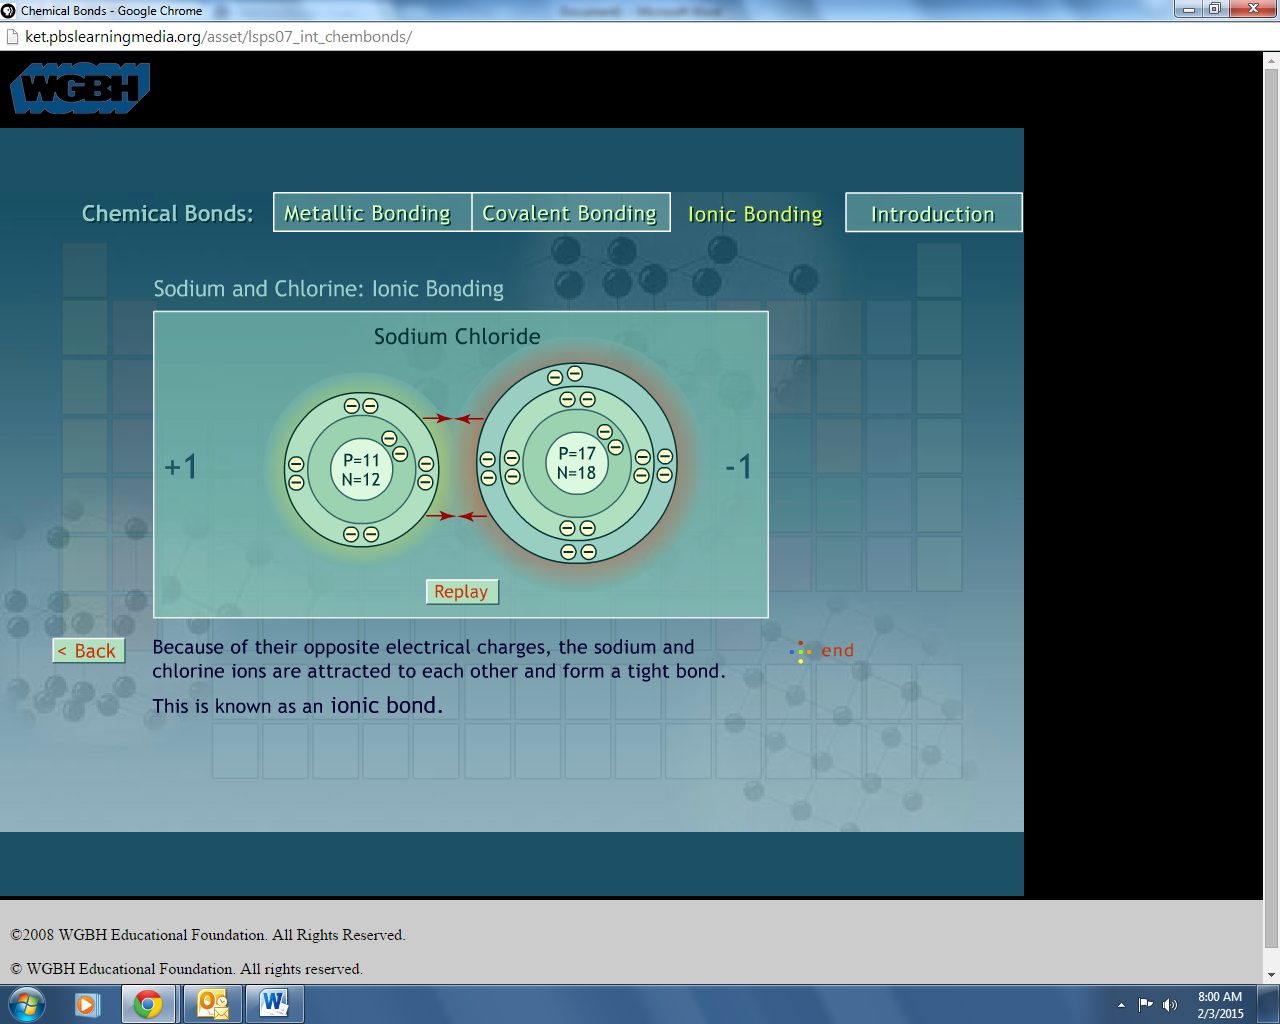 Chemical Bonds - Google Chrome
ket.pbslearningmedia.org/asset/lsps07_int_chembonds/
WGBH
Chemical Bonds: Metallic Bonding Covalent Bonding Ionic Bonding Introduction
Sodium and Chlorine: Ionic Bonding
Sodium Chloride
+1
P=11
N=12
P=17
N=18
-1
Replay
< Back
Because of their opposite electrical charges, the sodium and
chlorine ions are attracted to each other and form a tight bond.
This is known as an ionic bond.
end
©2008 WGBH Educational Foundation. All Rights Reserved.
© WGBH Educational Foundation. All rights reserved.
8:00 AM
2/3/2015